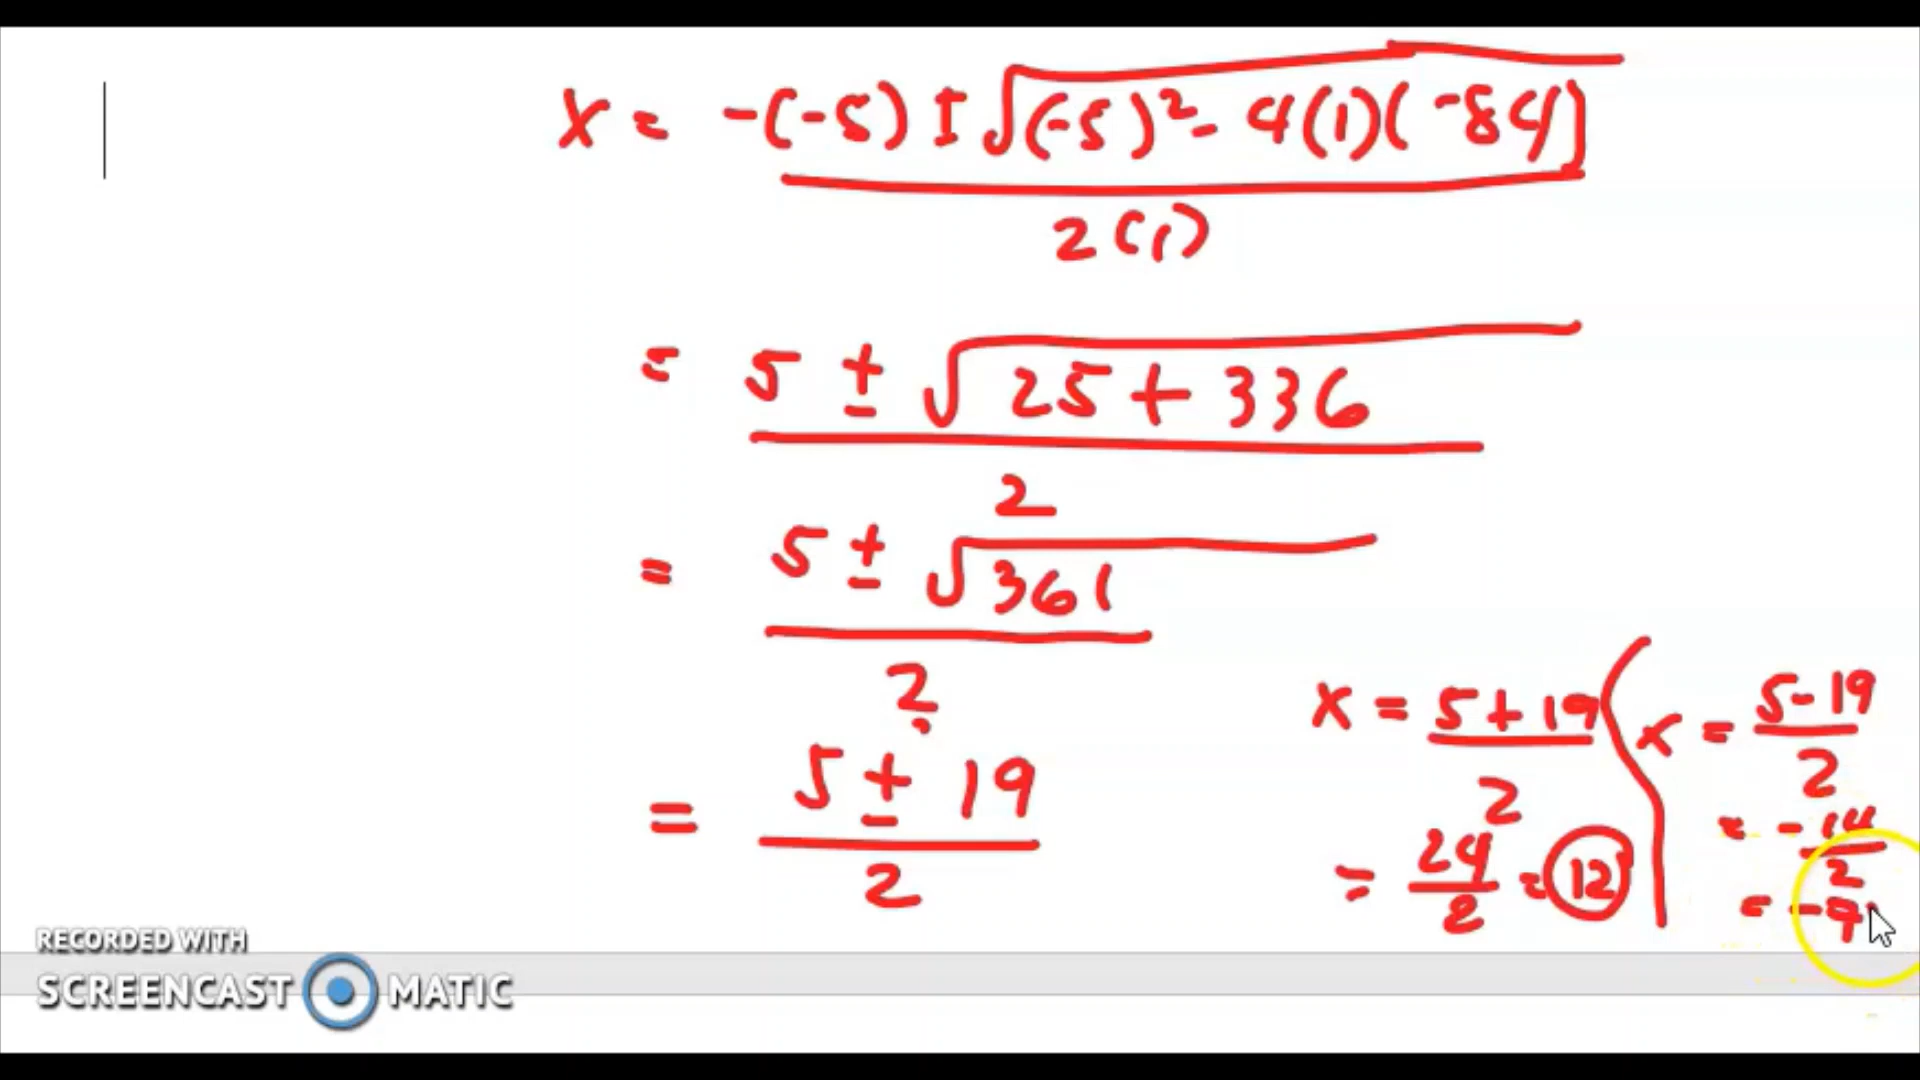 x = -(-5) ± √(-5)² - 4(1)(-84)
2(1)
= 5 ± √25 + 336
2
= 5 ± √361
2
= 5 ± 19
2
x = 5 + 19
2
= 24/2 = 12
x = 5 - 19
2
= -14
2
= -7
RECORDED WITH
SCREENCAST MATIC